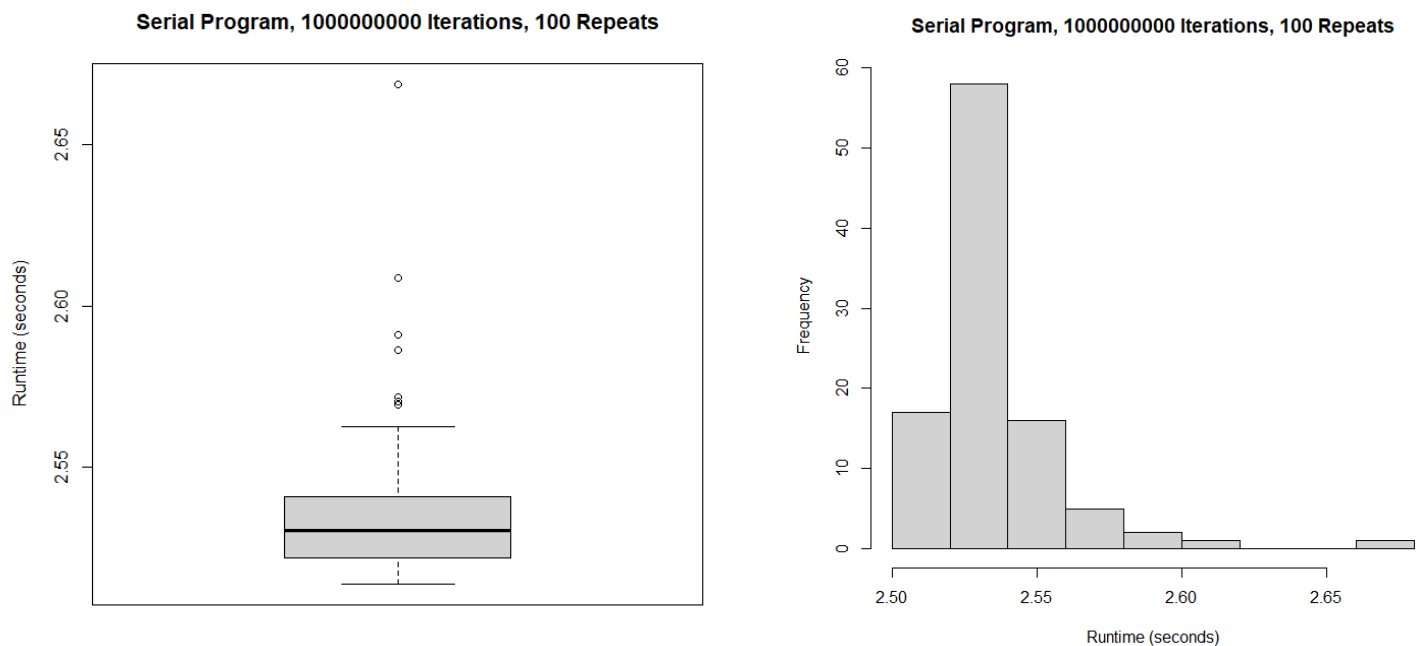 Serial Program, 1000000000 Iterations, 100 Repeats
Runtime (seconds)
2.65
2.60
2.55
Serial Program, 1000000000 Iterations, 100 Repeats
Frequency
60
50
40
30
20
10
0
2.50 2.55 2.60 2.65
Runtime (seconds)